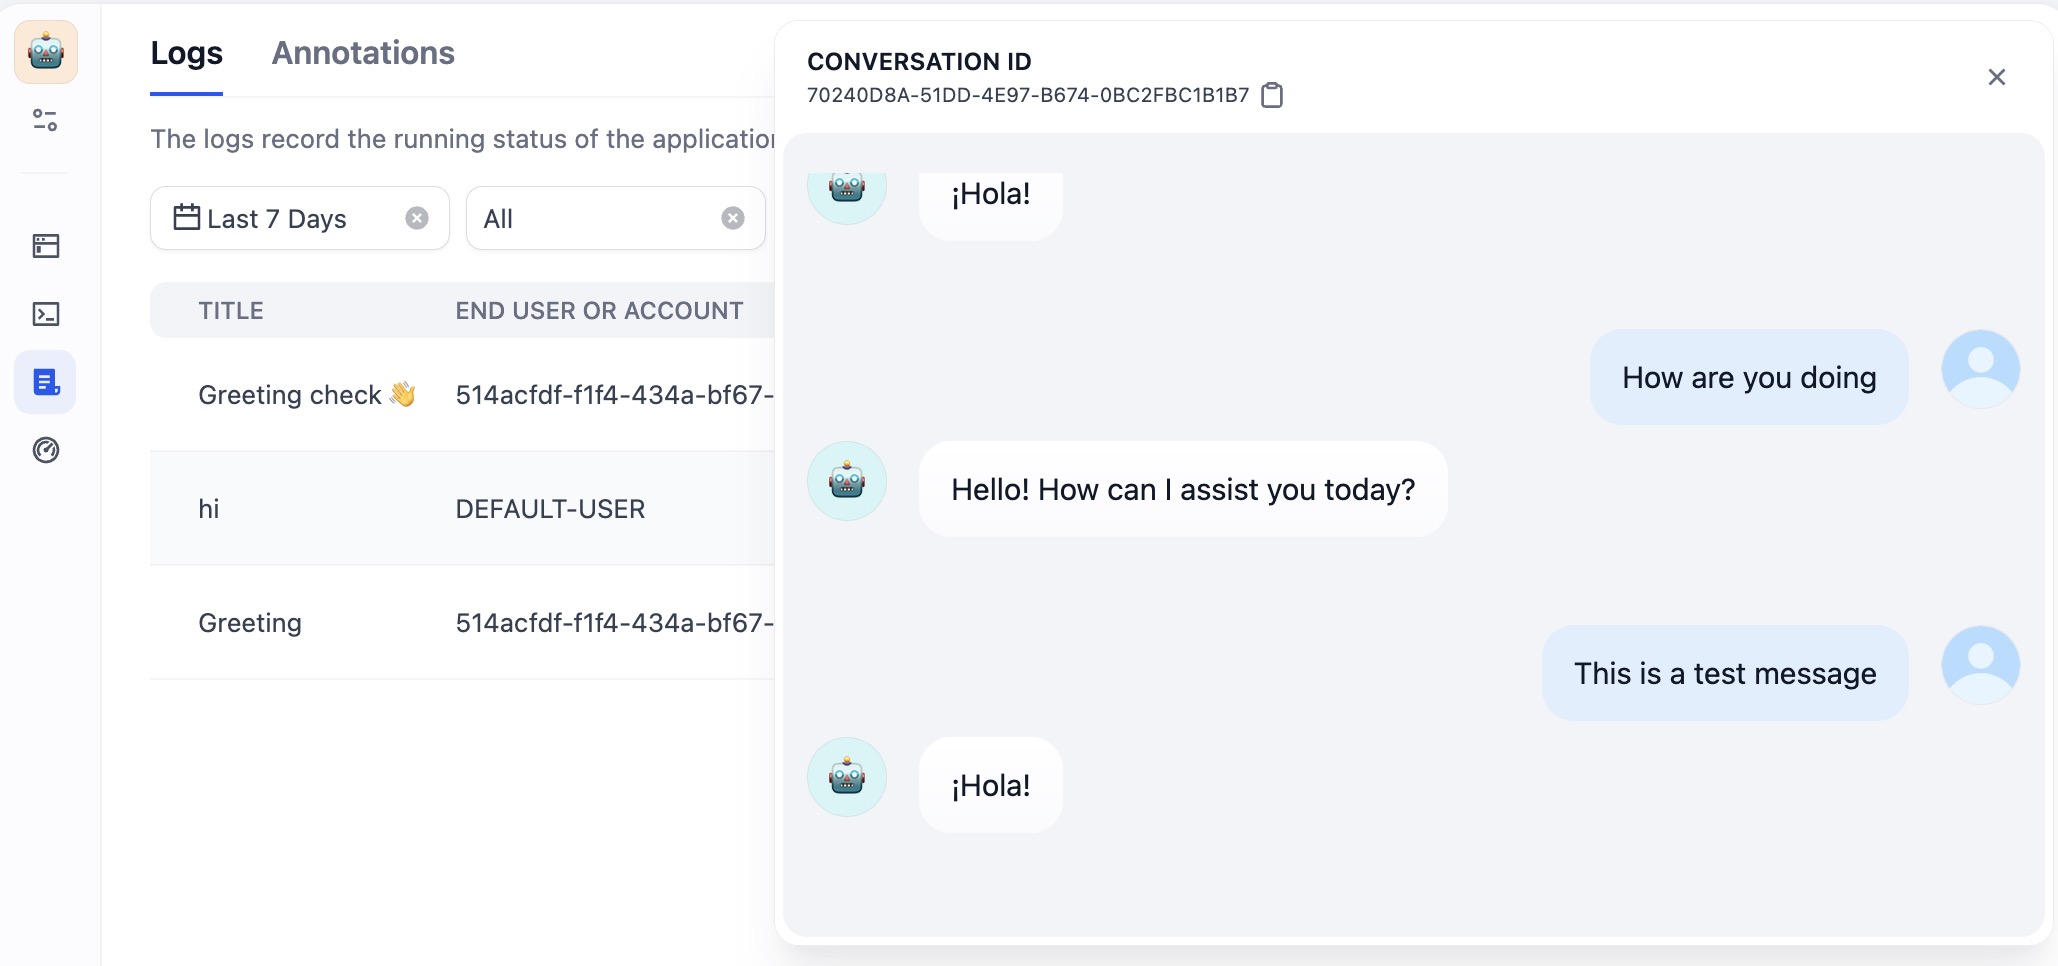 Logs
Annotations
The logs record the running status of the application
Last 7 Days
All
TITLE
END USER OR ACCOUNT
Greeting check 👋
514acfdf-f1f4-434a-bf67-
hi
DEFAULT-USER
Greeting
514acfdf-f1f4-434a-bf67-
CONVERSATION ID
70240D8A-51DD-4E97-B674-0BC2FBC1B1B7
¡Hola!
How are you doing
Hello! How can I assist you today?
This is a test message
¡Hola!